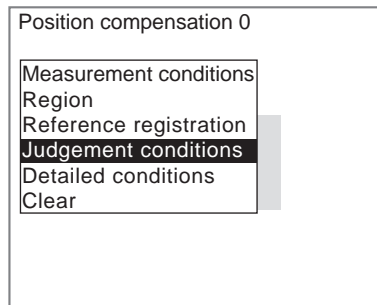 Position compensation 0
Measurement conditions
Region
Reference registration
Judgement conditions
Detailed conditions
Clear